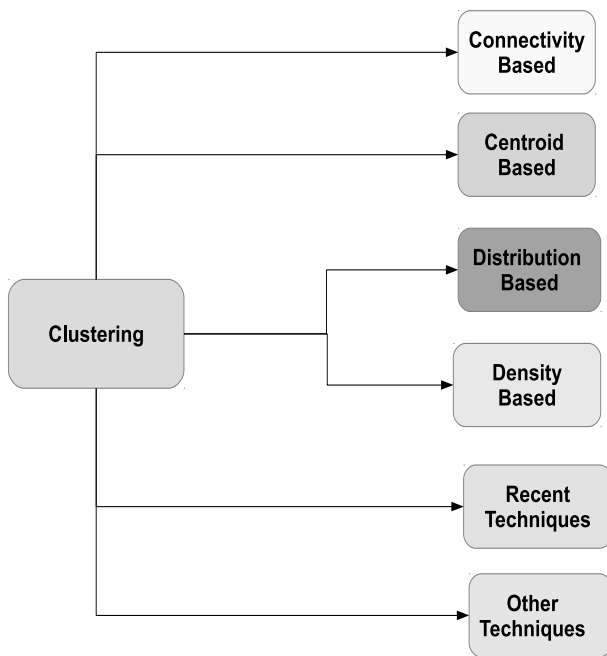 Connectivity
Based
Centroid
Based
Distribution
Based
Clustering
Density
Based
Recent
Techniques
Other
Techniques